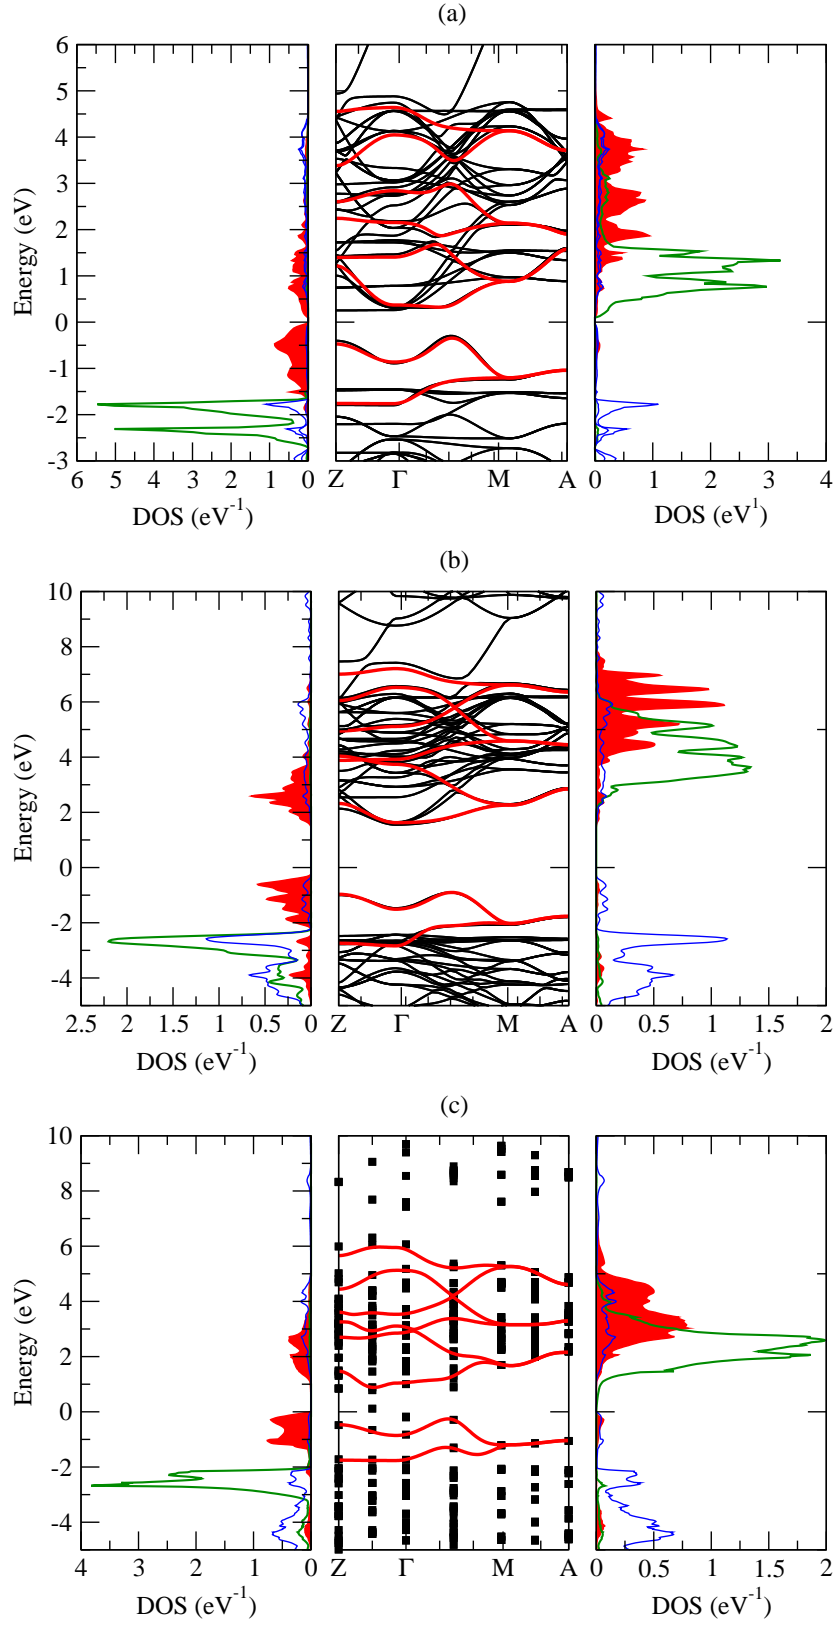 (a)
6
5
4
3
2
1
0
-1
-2
-3
Energy (eV)
6 5 4 3 2 1 0
Z Γ M A
0 1 2 3 4
DOS (eV⁻¹)
DOS (eV¹)
(b)
10
8
6
4
2
0
-2
-4
Energy (eV)
2.5 2 1.5 1 0.5 0
Z Γ M A
0 0.5 1 1.5 2
DOS (eV⁻¹)
DOS (eV⁻¹)
(c)
10
8
6
4
2
0
-2
-4
Energy (eV)
4 3 2 1 0
Z Γ M A
0 0.5 1 1.5 2
DOS (eV⁻¹)
DOS (eV⁻¹)